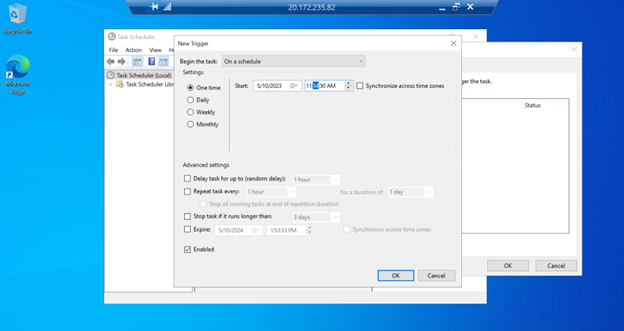 20.172.235.82
Recycle Bin
Microsoft
Edge
Task Scheduler
File Action View
Task Scheduler (Local)
Task Scheduler Libr
New Trigger
Begin the task: On a schedule
Settings
One time
Daily
Weekly
Monthly
Start: 5/10/2023 11:34:30 AM Synchronize across time zones
Advanced settings
Delay task for up to (random delay): 1 hour
Repeat task every: 1 hour for a duration of: 1 day
Stop all running tasks at end of repetition duration
Stop task if it runs longer than: 3 days
Expire: 5/10/2024 1:53:33 PM Synchronize across time zones
Enabled
OK Cancel
ger the task.
Status
OK Cancel